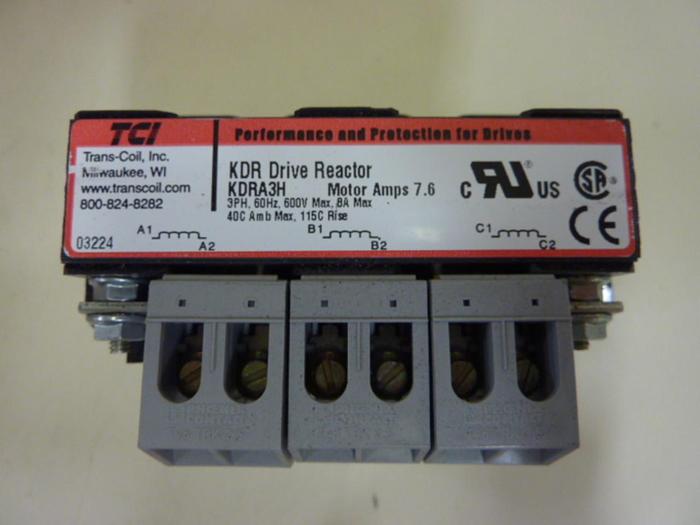 TCI
Performance and Protection for Drives
Trans-Coil, Inc.
Milwaukee, WI
www.transcoil.com
800-824-8282
03224
KDR Drive Reactor
KDRA3H Motor Amps 7.6
3PH, 60Hz, 600V Max, 8A Max
40C Amb Max, 115C Rise
C RU US
SA
CE
A1 A2
B1 B2
C1 C2